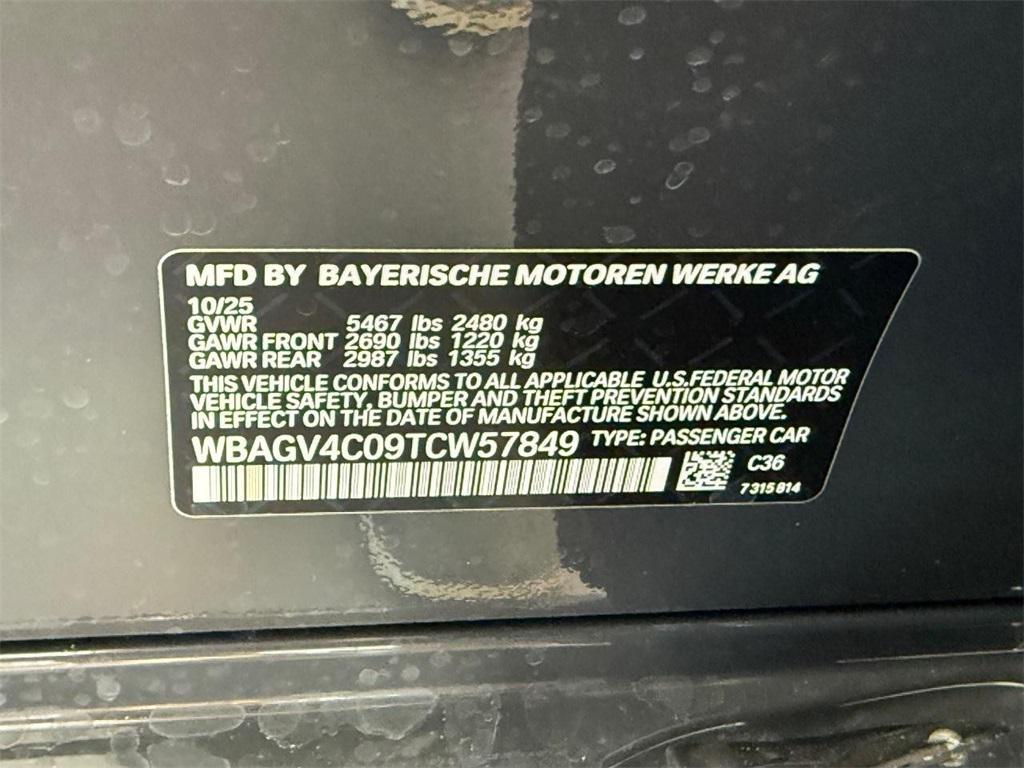 MFD BY BAYERISCHE MOTOREN WERKE AG
10/25
GVWR 5467 lbs 2480 kg
GAWR FRONT 2690 lbs 1220 kg
GAWR REAR 2987 lbs 1355 kg
THIS VEHICLE CONFORMS TO ALL APPLICABLE U.S.FEDERAL MOTOR
VEHICLE SAFETY, BUMPER AND THEFT PREVENTION STANDARDS
IN EFFECT ON THE DATE OF MANUFACTURE SHOWN ABOVE.
WBAGV4C09TCW57849 TYPE: PASSENGER CAR
C36
7315814